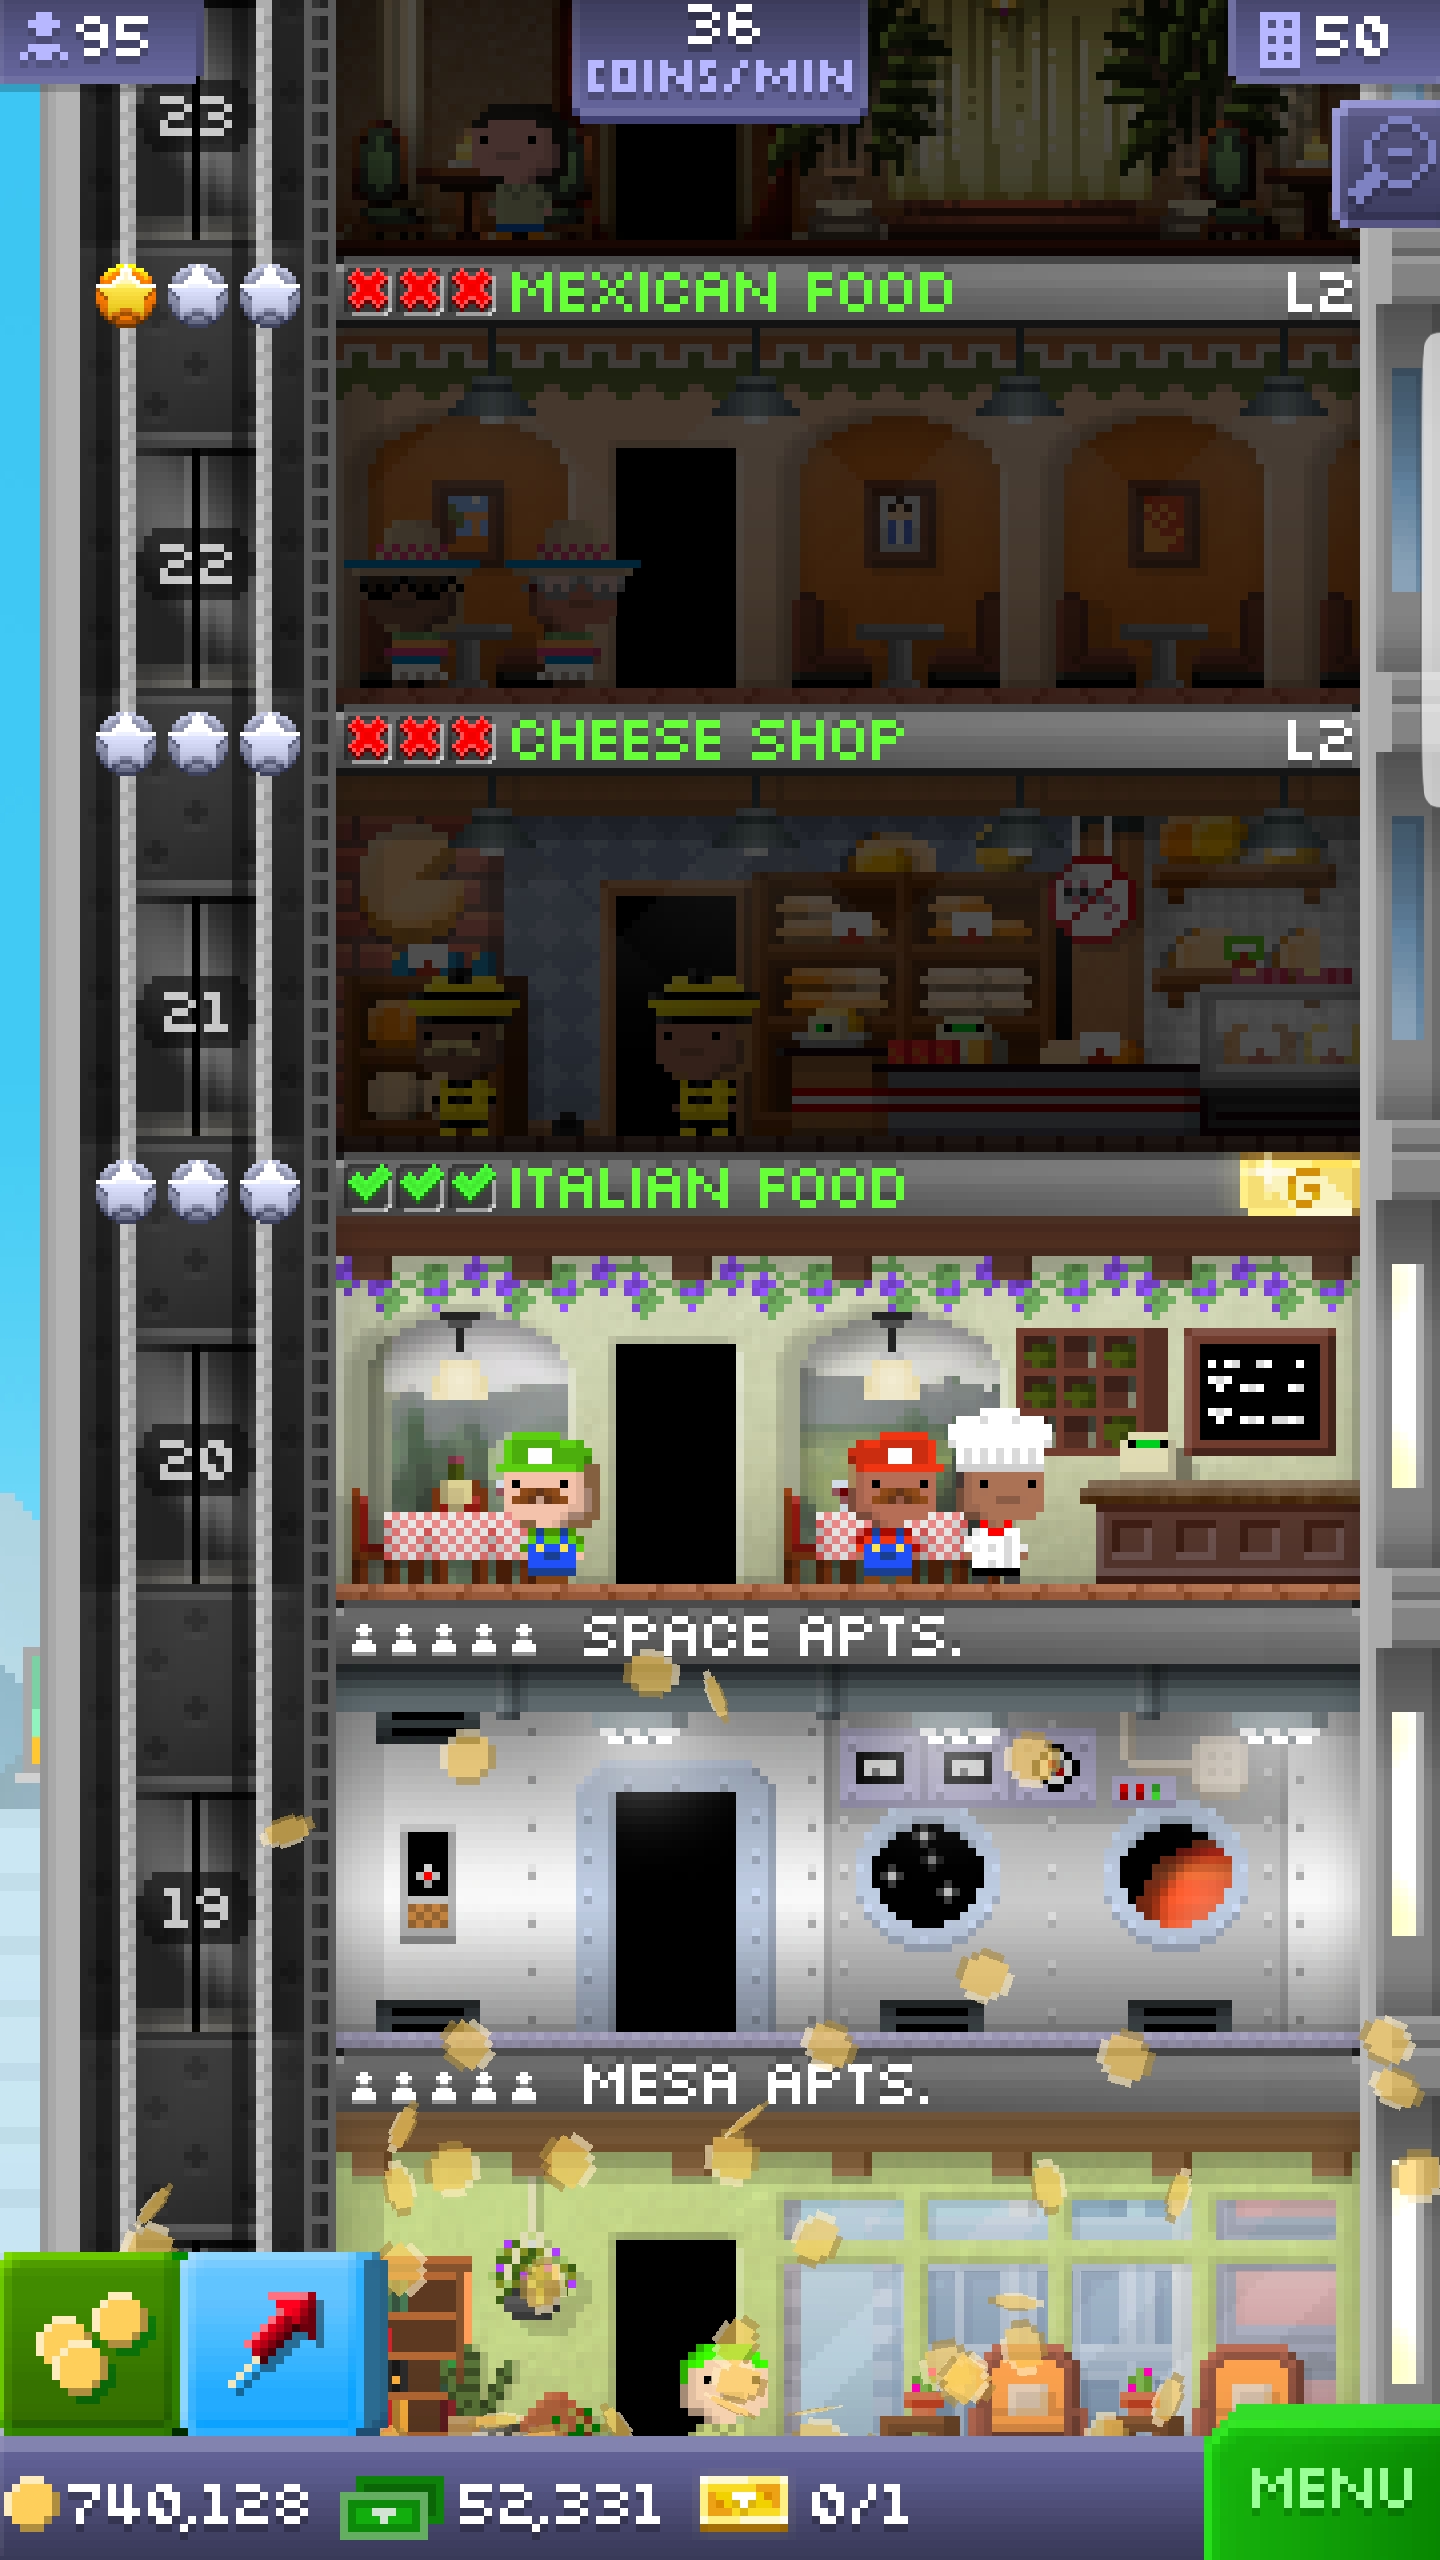 95
36
COINS/MIN
50
23
MEXICAN FOOD L2
22
CHEESE SHOP L2
21
ITALIAN FOOD G
20
SPACE APTS.
19
MESA APTS.
740,128 52,331 0/1
MENU